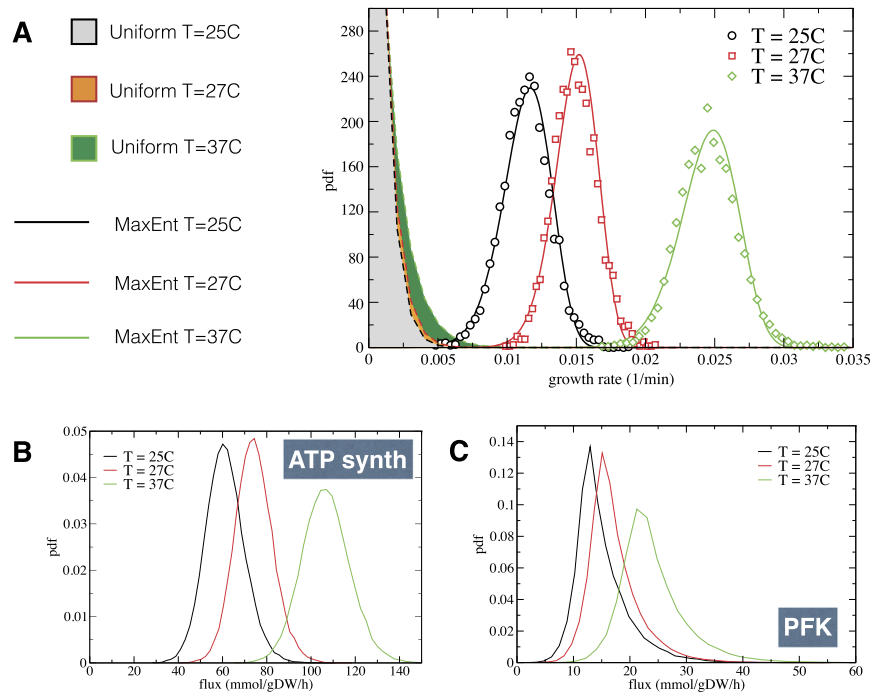 A
Uniform T=25C
Uniform T=27C
Uniform T=37C
MaxEnt T=25C
MaxEnt T=27C
MaxEnt T=37C
280
240
200
160
120
80
40
0
pdf
T = 25C
T = 27C
T = 37C
0 0.005 0.01 0.015 0.02 0.025 0.03 0.035
growth rate (1/min)
B
0.05
0.04
0.03
0.02
0.01
0
pdf
T = 25C
T = 27C
T = 37C
ATP synth
0 20 40 60 80 100 120 140
flux (mmol/gDW/h)
C
0.14
0.12
0.1
0.08
0.06
0.04
0.02
0
pdf
T = 25C
T = 27C
T = 37C
PFK
0 10 20 30 40 50 60
flux (mmol/gDW/h)